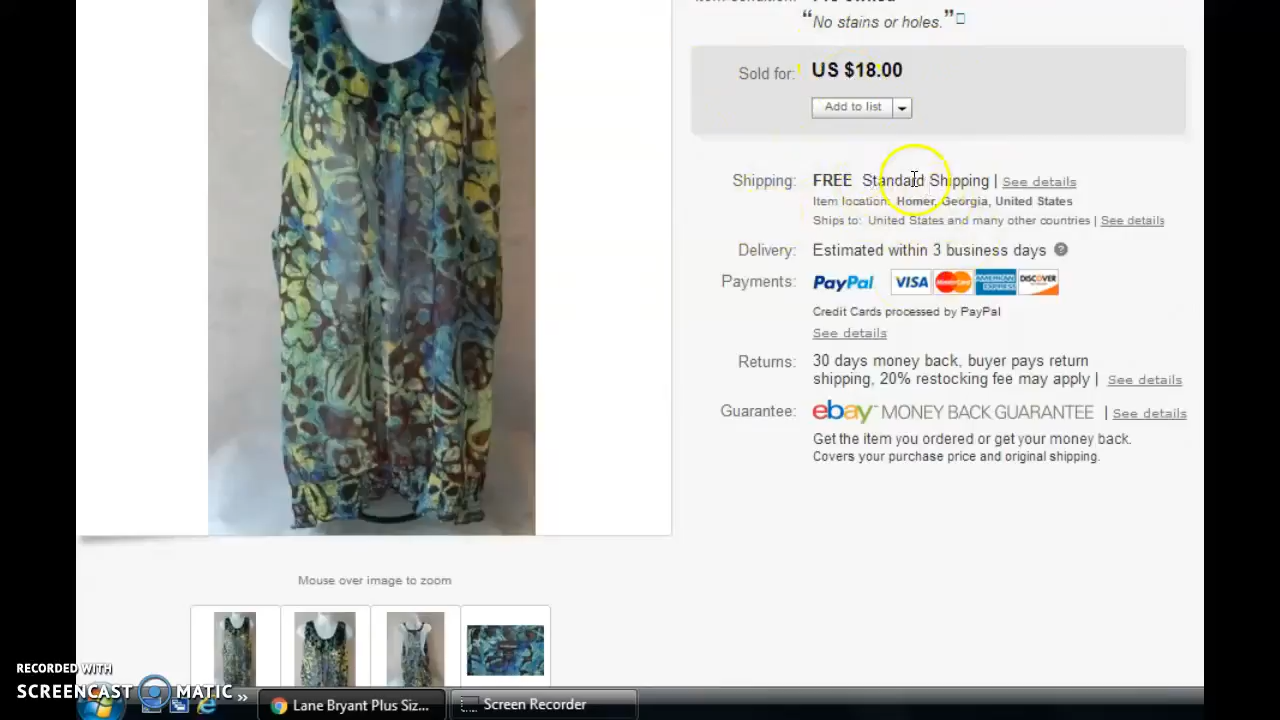 "No stains or holes."
Sold for: US $18.00
Add to list
Shipping: FREE Standard Shipping | See details
Item location: Homer, Georgia, United States
Ships to: United States and many other countries | See details
Delivery: Estimated within 3 business days ?
Payments: PayPal VISA MasterCard AMERICAN EXPRESS DISCOVER
Credit Cards processed by PayPal
See details
Returns: 30 days money back, buyer pays return
shipping, 20% restocking fee may apply | See details
Guarantee: ebay MONEY BACK GUARANTEE | See details
Get the item you ordered or get your money back.
Covers your purchase price and original shipping.
Mouse over image to zoom
RECORDED WITH
SCREENCAST MATIC
» Lane Bryant Plus Siz... Screen Recorder